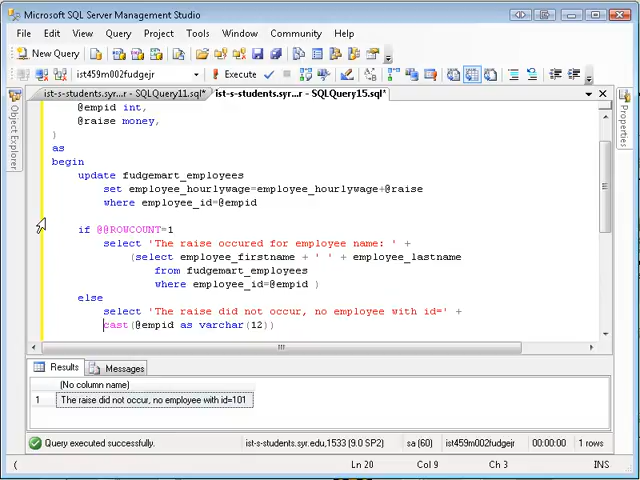 Microsoft SQL Server Management Studio
File Edit View Query Project Tools Window Community Help
New Query
ist459m002fudgejr Execute
ist-s-students.syr...r - SQLQuery11.sql* ist-s-students.syr...r - SQLQuery15.sql*
Object Explorer
Properties
@empid int,
@raise money,
)
as
begin
update fudgemart_employees
set employee_hourlywage=employee_hourlywage+@raise
where employee_id=@empid
if @@ROWCOUNT=1
select 'The raise occured for employee name: ' +
(select employee_firstname + ' ' + employee_lastname
from fudgemart_employees
where employee_id=@empid )
else
select 'The raise did not occur, no employee with id=' +
cast(@empid as varchar(12))
Results Messages
(No column name)
1 The raise did not occur, no employee with id=101
Query executed successfully. ist-s-students.syr.edu,1533 (9.0 SP2) sa (60) ist459m002fudgejr 00:00:00 1 rows
( Ln 20 Col 9 Ch 3 INS